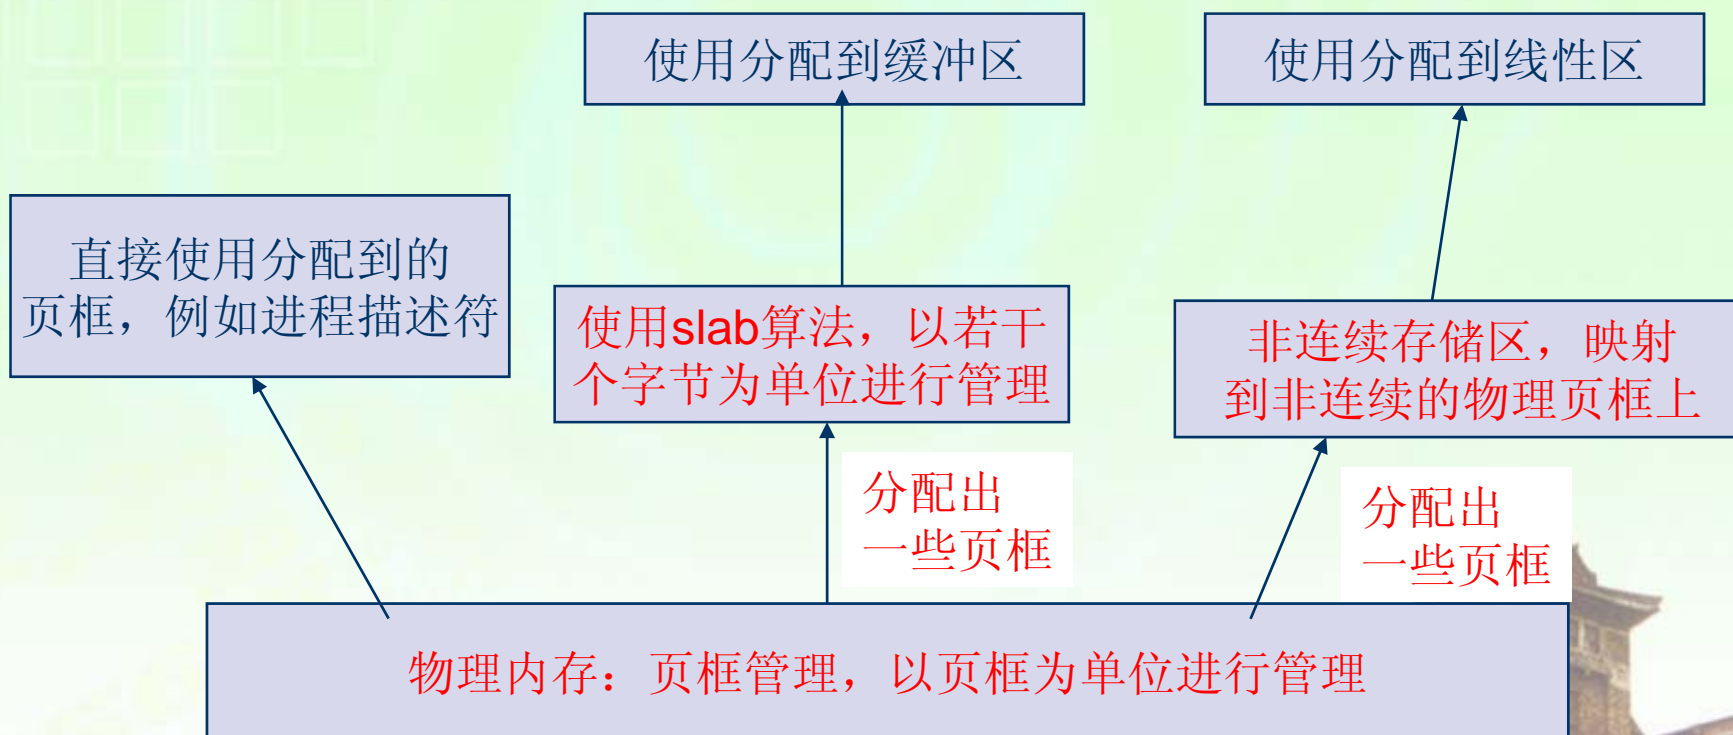 使用分配到缓冲区
使用分配到线性区
直接使用分配到的
页框，例如进程描述符
使用slab算法，以若干
个字节为单位进行管理
非连续存储区，映射
到非连续的物理页框上
分配出
一些页框
分配出
一些页框
物理内存：页框管理，以页框为单位进行管理